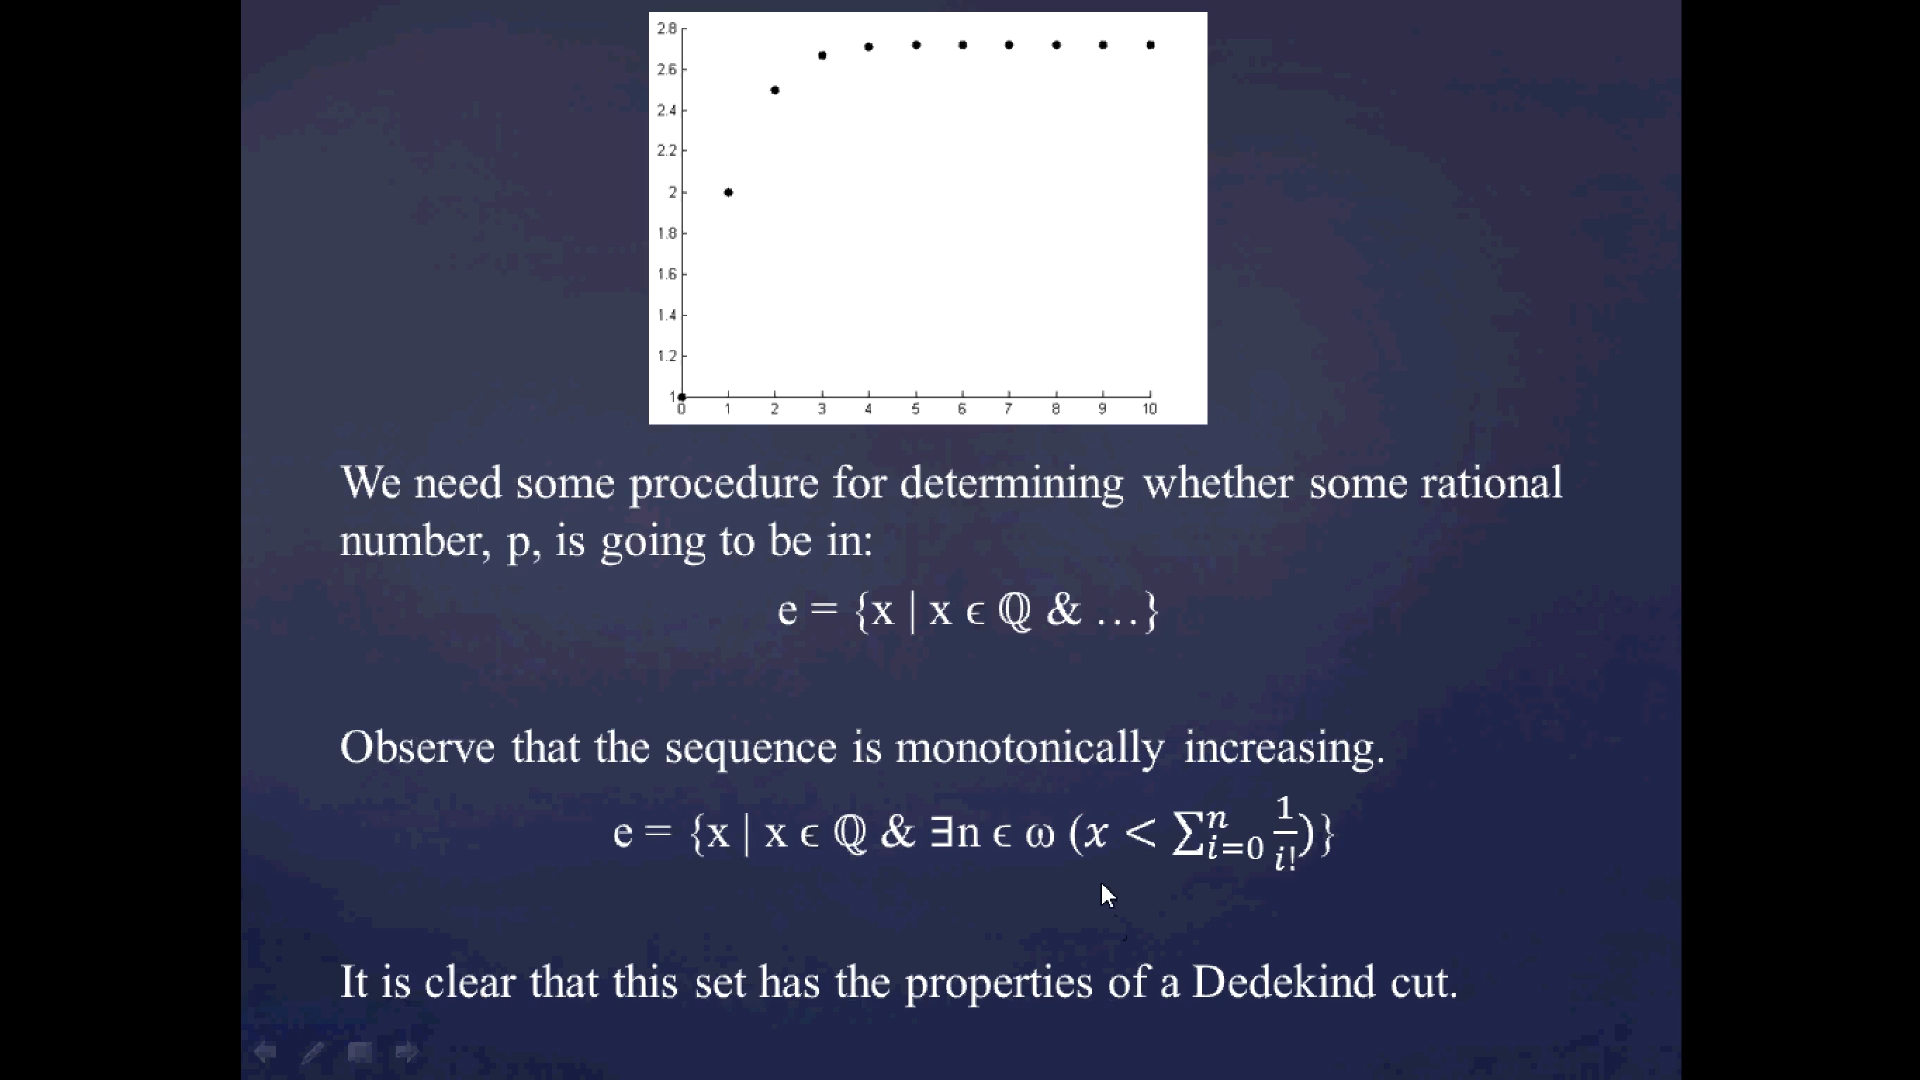 2.8
2.6
2.4
2.2
2
1.8
1.6
1.4
1.2
1
0 1 2 3 4 5 6 7 8 9 10
We need some procedure for determining whether some rational
number, p, is going to be in:
e = {x | x ϵ ℚ & …}
Observe that the sequence is monotonically increasing.
e = {x | x ϵ ℚ & ∃n ϵ ω (x < ∑ⁿᵢ₌₀ 1/i!)}
It is clear that this set has the properties of a Dedekind cut.